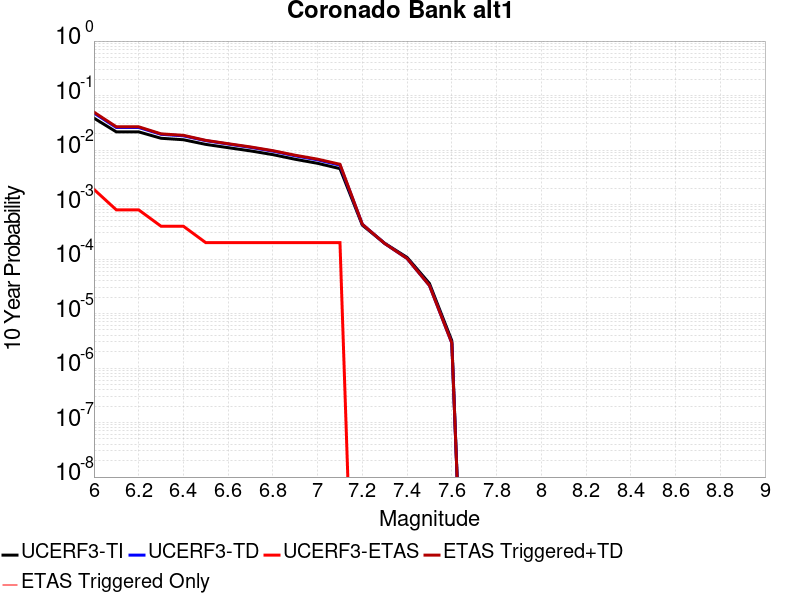 Coronado Bank alt1
10^0
10^-1
10^-2
10^-3
10^-4
10^-5
10^-6
10^-7
10^-8
10 Year Probability
6 6.2 6.4 6.6 6.8 7 7.2 7.4 7.6 7.8 8 8.2 8.4 8.6 8.8 9
Magnitude
UCERF3-TI UCERF3-TD UCERF3-ETAS ETAS Triggered+TD
ETAS Triggered Only